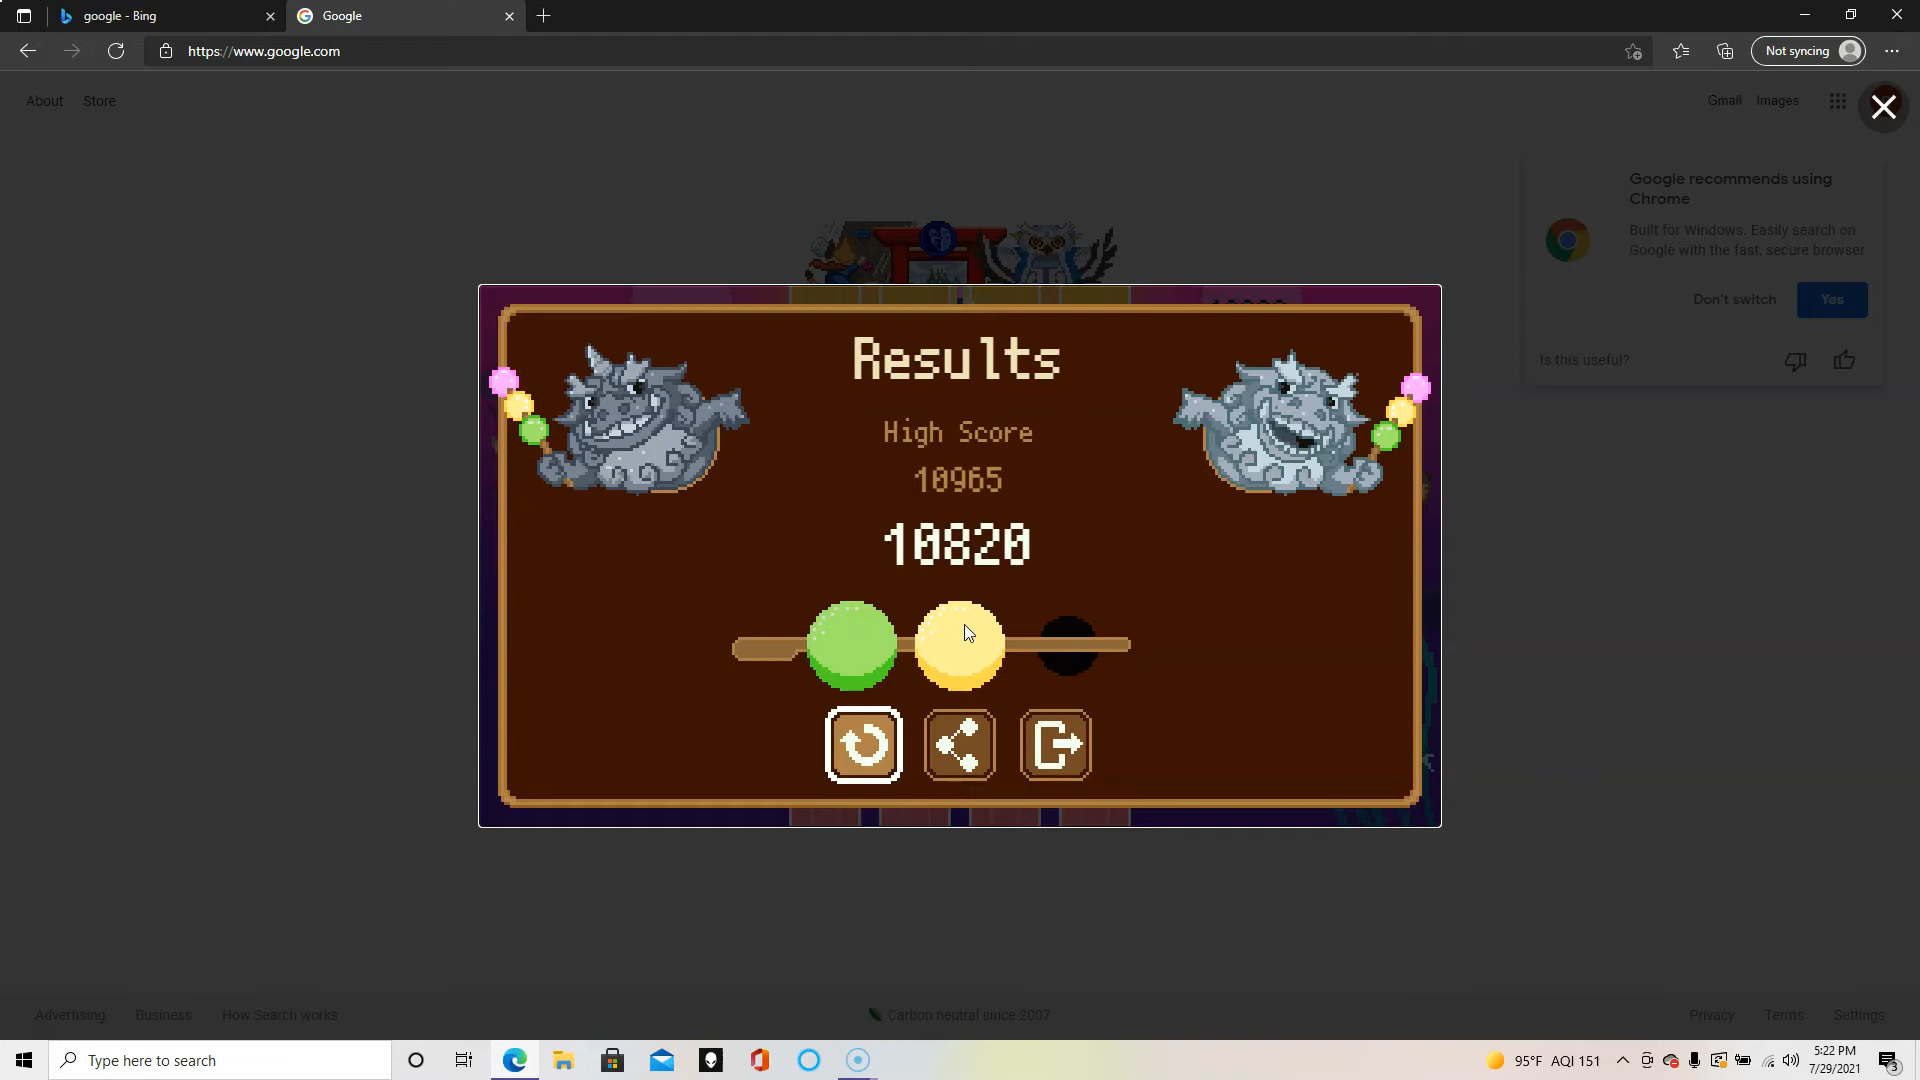 google - Bing
Google
https://www.google.com
Not syncing
About Store
Gmail Images
Google recommends using
Chrome
Built for Windows. Easily search on
Google with the fast, secure browser
Don't switch Yes
Is this useful?
Results
High Score
10965
10820
Advertising Business How Search works
Carbon neutral since 2007
Privacy Terms Settings
Type here to search
95°F AQI 151
5:22 PM
7/29/2021
3